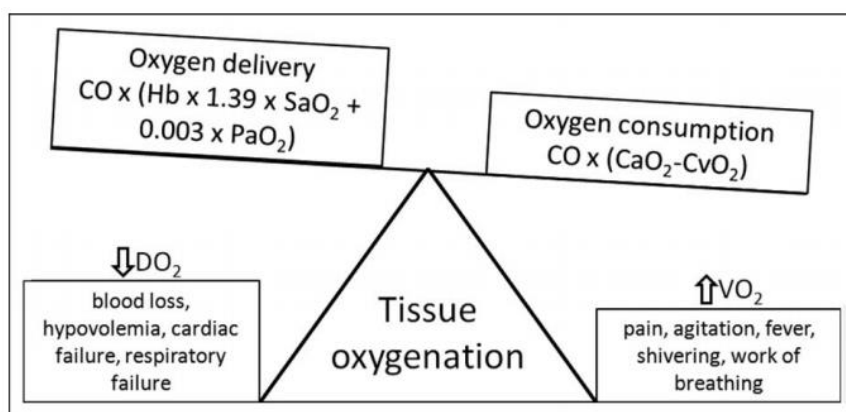 Oxygen delivery
CO x (Hb x 1.39 x SaO₂ +
0.003 x PaO₂)
Oxygen consumption
CO x (CaO₂-CvO₂)
⇩DO₂
blood loss,
hypovolemia, cardiac
failure, respiratory
failure
Tissue
oxygenation
⇧VO₂
pain, agitation, fever,
shivering, work of
breathing